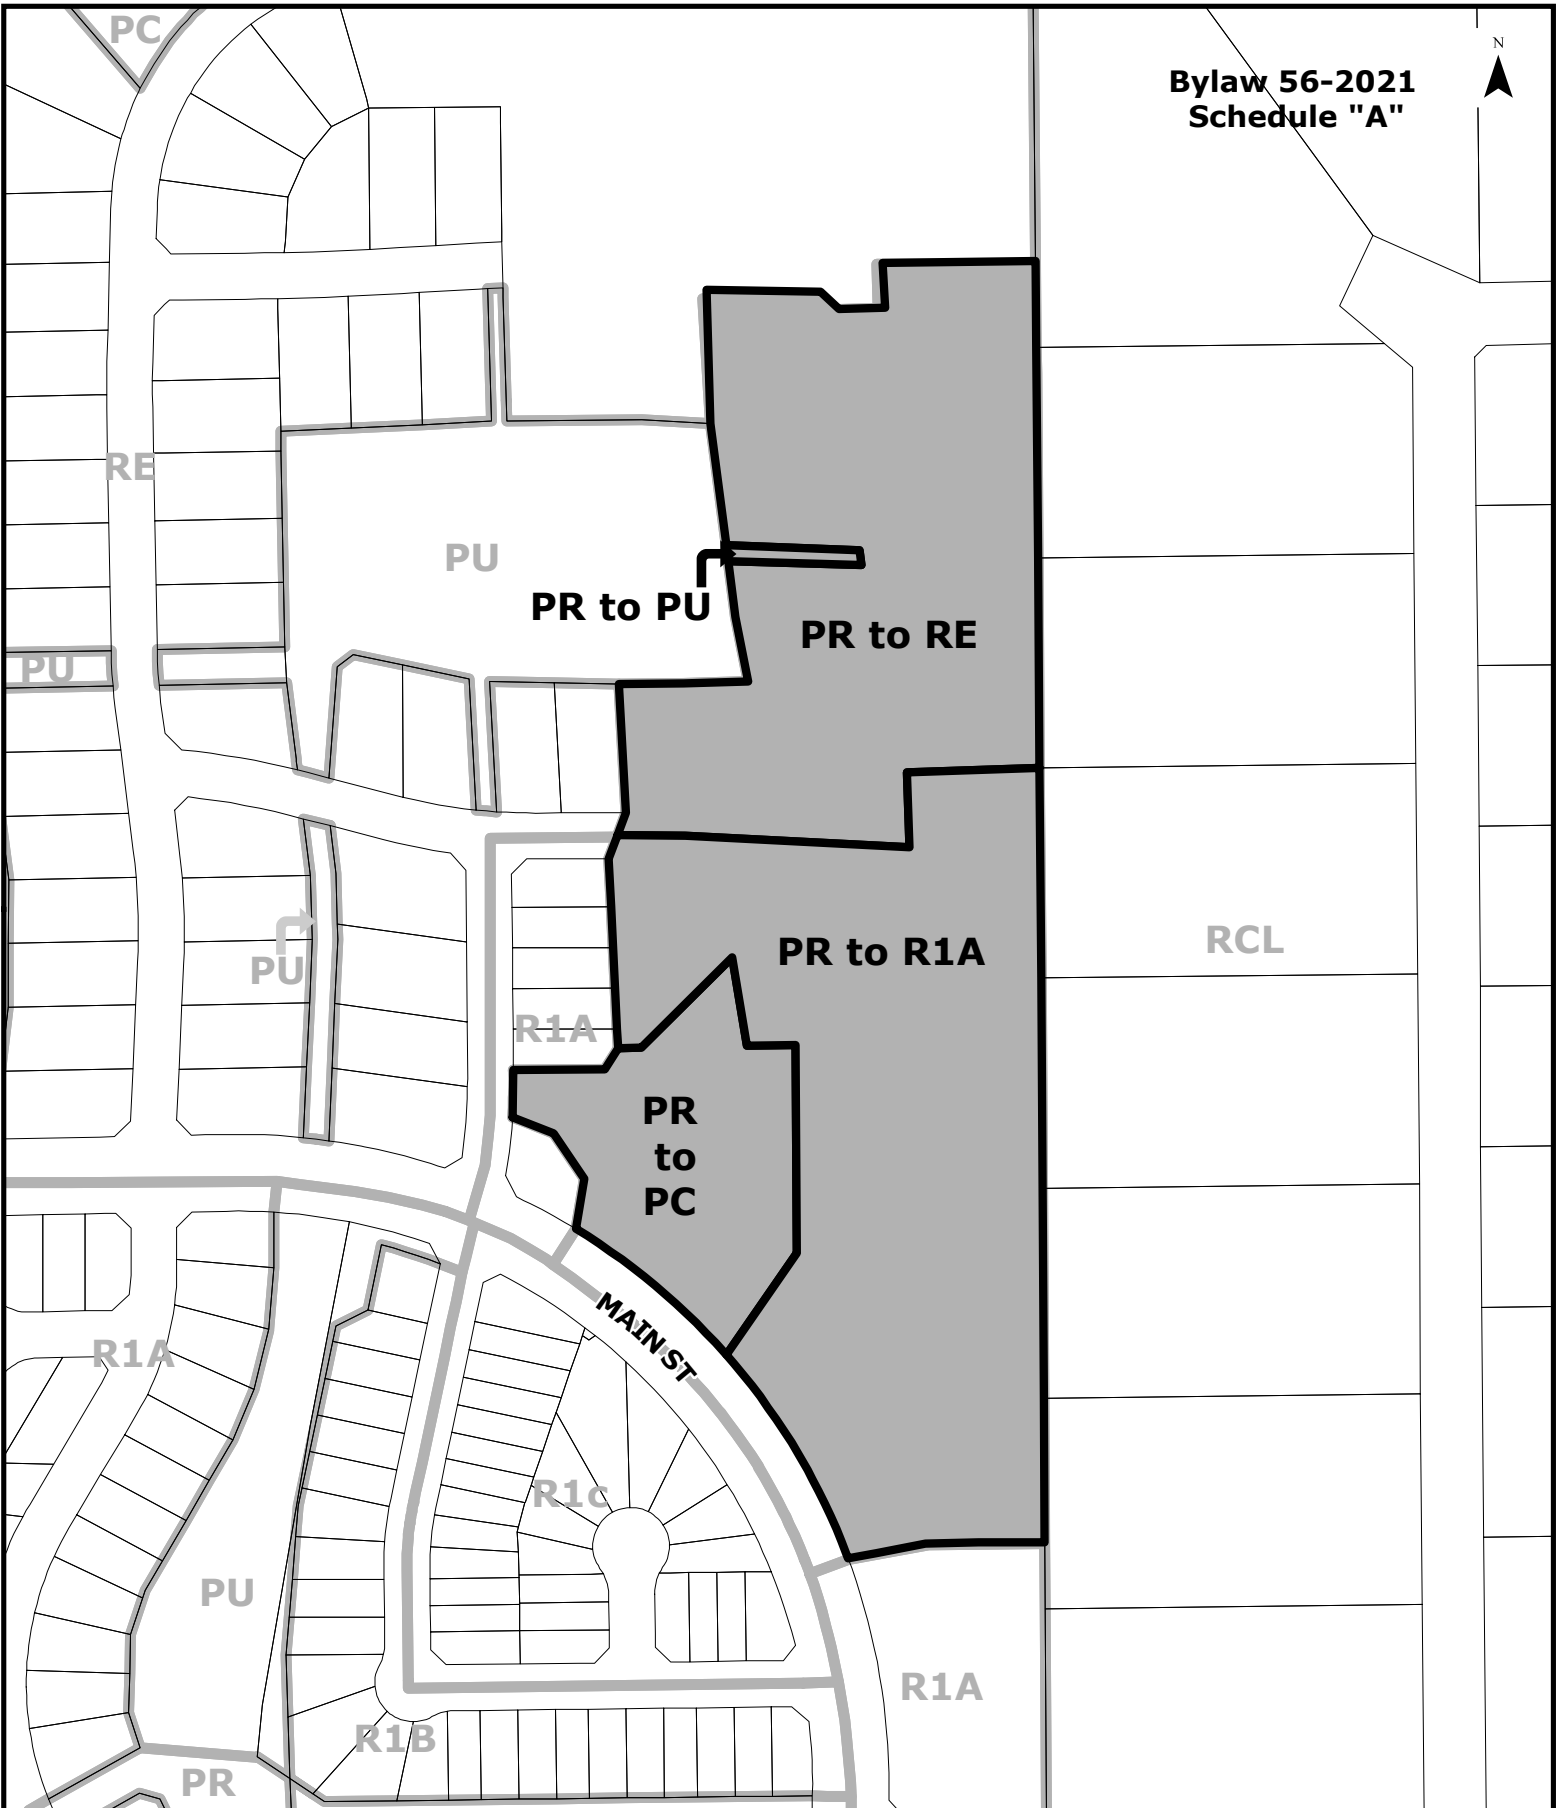 PC
N
Bylaw 56-2021
Schedule "A"
RE
PU
PR to PU
PR to RE
PU
RCL
PR to R1A
PU
R1A
PR
to
PC
MAIN ST
R1A
R1c
PU
R1A
R1B
PR